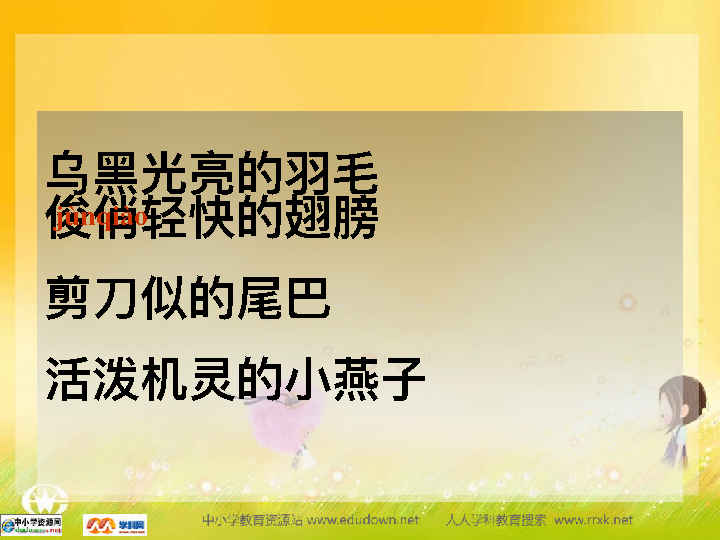 乌黑光亮的羽毛
jùnqiào
俊俏轻快的翅膀
剪刀似的尾巴
活泼机灵的小燕子
中小学资源网
学科网
中小学教育资源站 www.edudown.net 人人学科教育搜索 www.rrxk.net